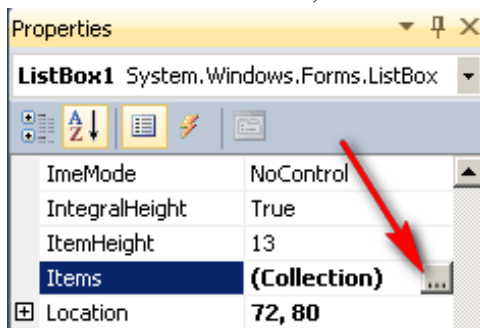 Properties
ListBox1 System.Windows.Forms.ListBox
A
Z
ImeMode NoControl
IntegralHeight True
ItemHeight 13
Items (Collection) ...
Location 72, 80